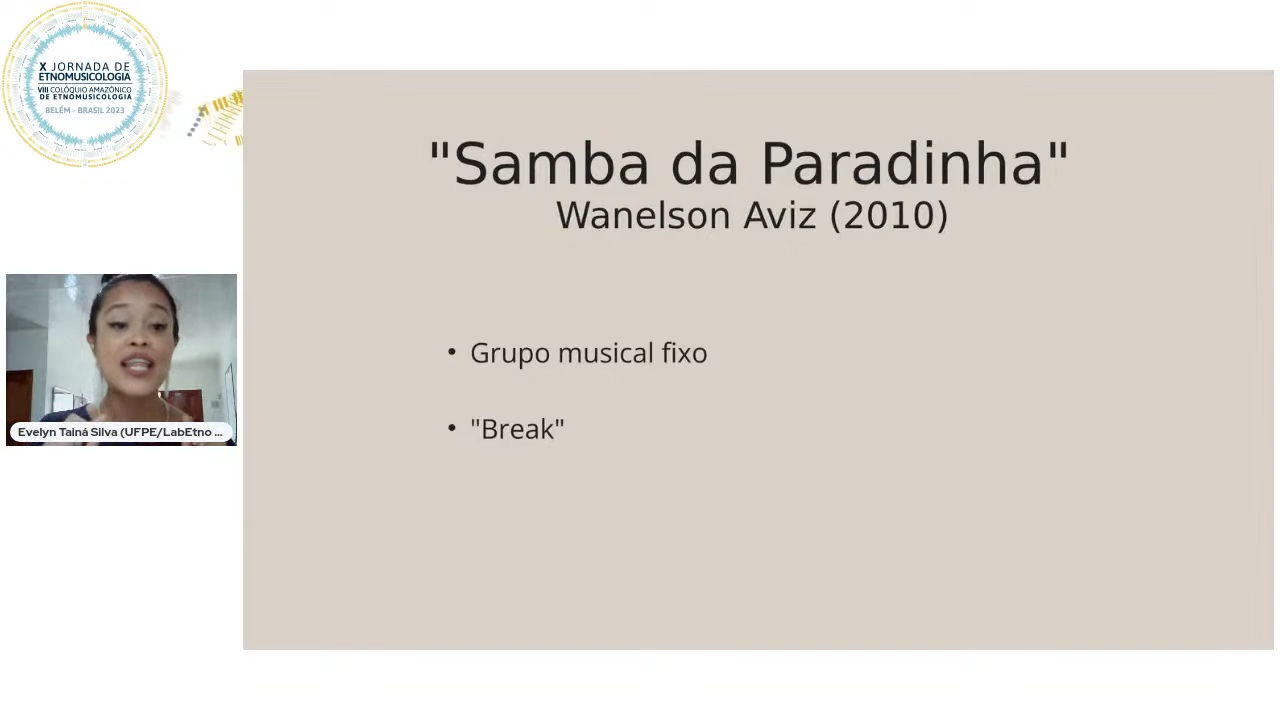 X JORNADA DE
ETNOMUSICOLOGIA
VIII COLÓQUIO AMAZÔNICO
DE ETNOMUSICOLOGIA
BELÉM - BRASIL 2023
"Samba da Paradinha"
Wanelson Aviz (2010)
• Grupo musical fixo
• "Break"
Evelyn Tainá Silva (UFPE/LabEtno ...